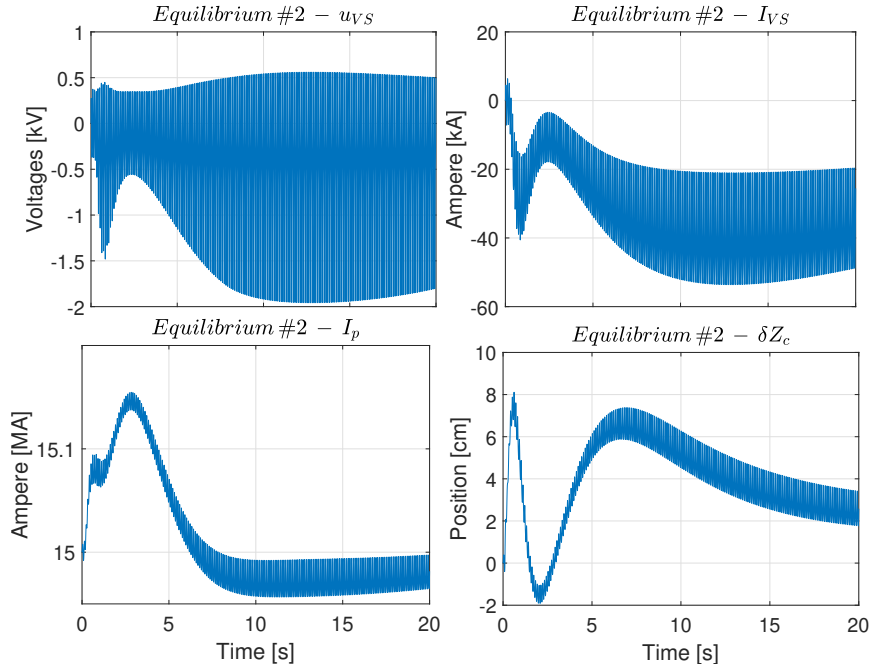 Equilibrium #2 − u_VS
Voltages [kV]
1
0.5
0
-0.5
-1
-1.5
-2
Equilibrium #2 − I_VS
Ampere [kA]
20
0
-20
-40
-60
Equilibrium #2 − I_p
Ampere [MA]
15.1
15
0 5 10 15 20
Time [s]
Equilibrium #2 − δZ_c
Position [cm]
10
8
6
4
2
0
-2
0 5 10 15 20
Time [s]